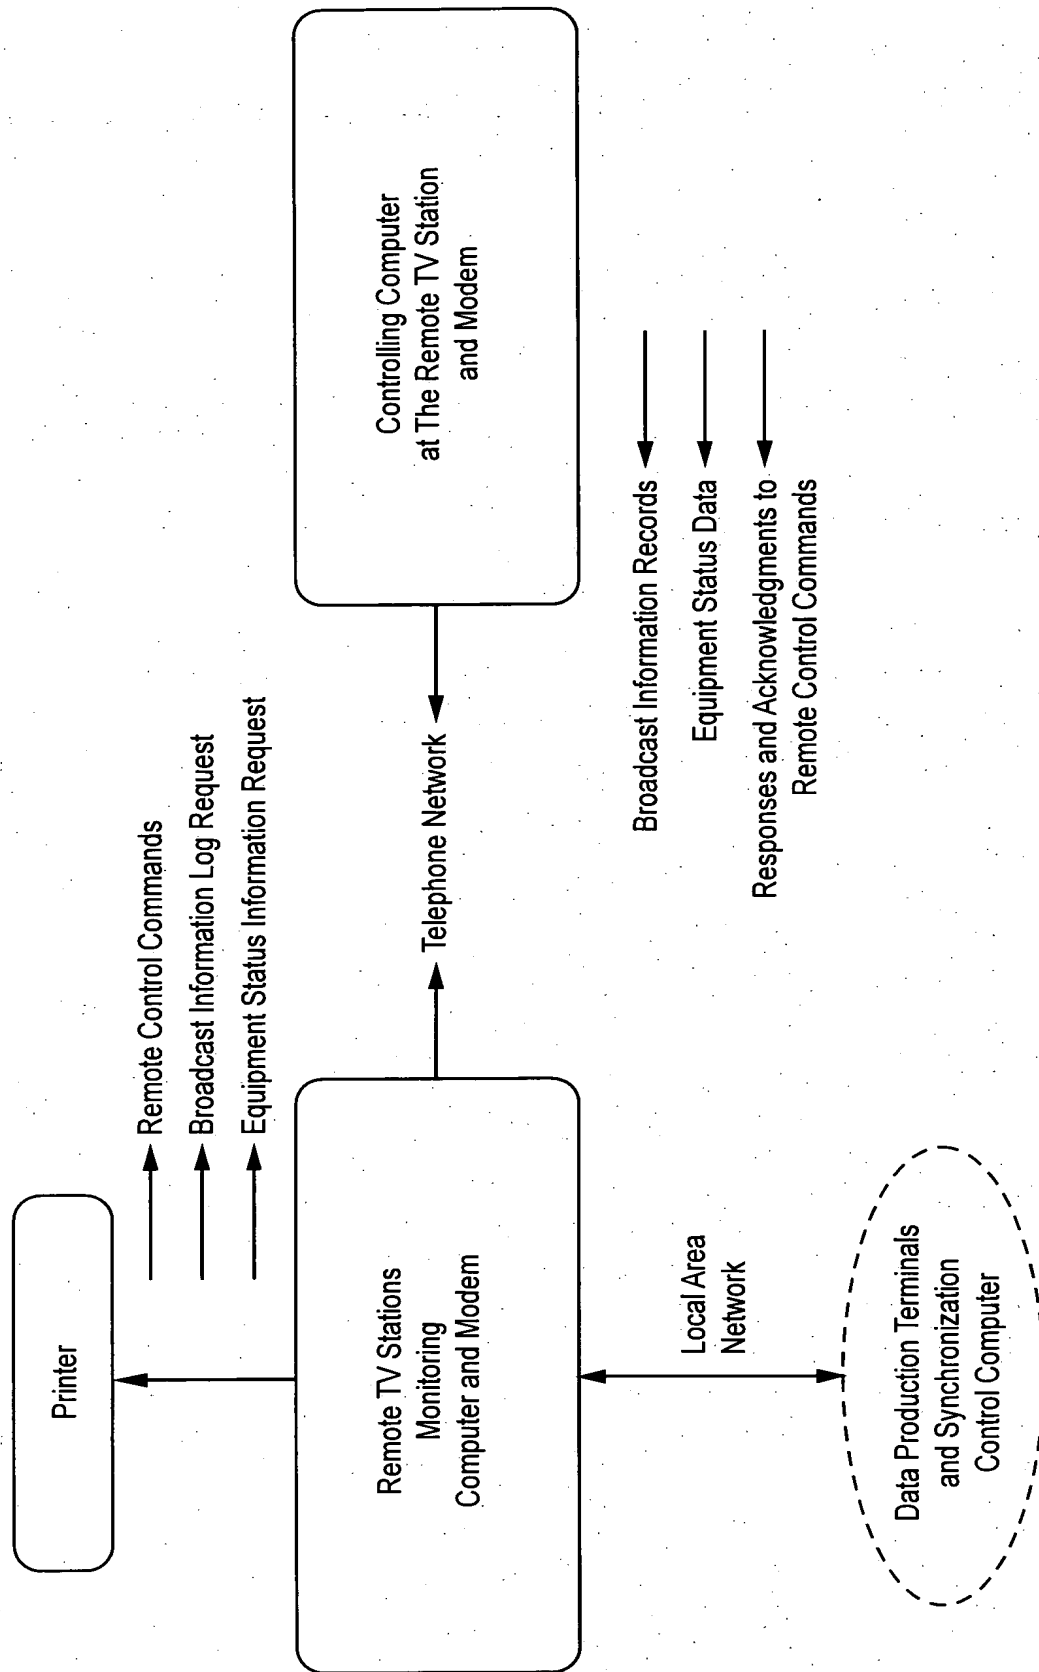 Printer
Remote Control Commands
Broadcast Information Log Request
Equipment Status Information Request
Remote TV Stations
Monitoring
Computer and Modem
Telephone Network
Controlling Computer
at The Remote TV Station
and Modem
Local Area
Network
Broadcast Information Records
Equipment Status Data
Responses and Acknowledgments to
Remote Control Commands
Data Production Terminals
and Synchronization
Control Computer